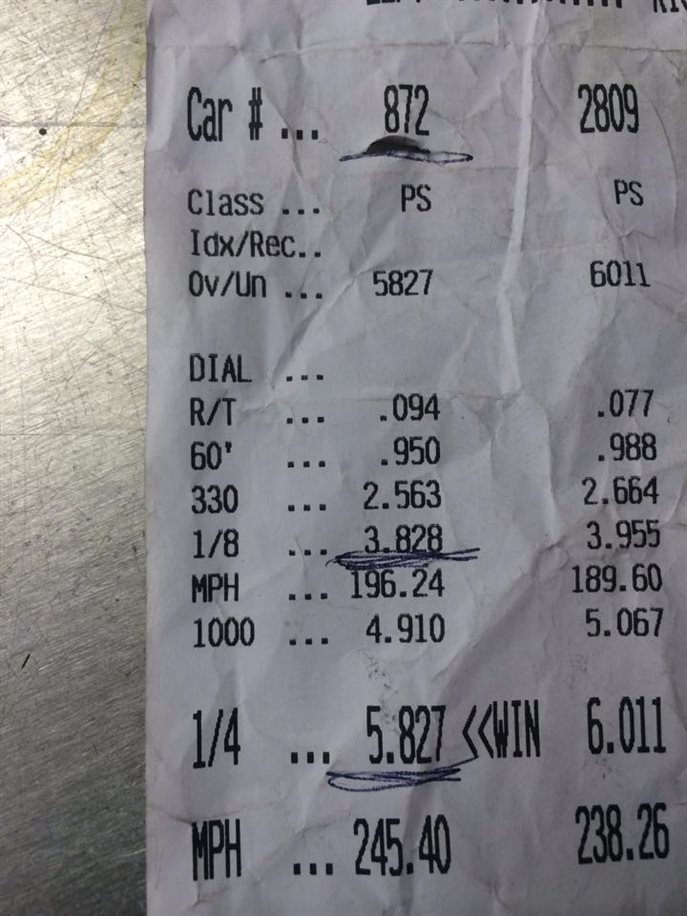 Car # ... 872 2809
Class ... PS PS
Idx/Rec..
Ov/Un ... 5827 6011
DIAL ...
R/T ... .094 .077
60' ... .950 .988
330 ... 2.563 2.664
1/8 ... 3.828 3.955
MPH ... 196.24 189.60
1000 ... 4.910 5.067
1/4 ... 5.827 <<WIN 6.011
MPH ... 245.40 238.26